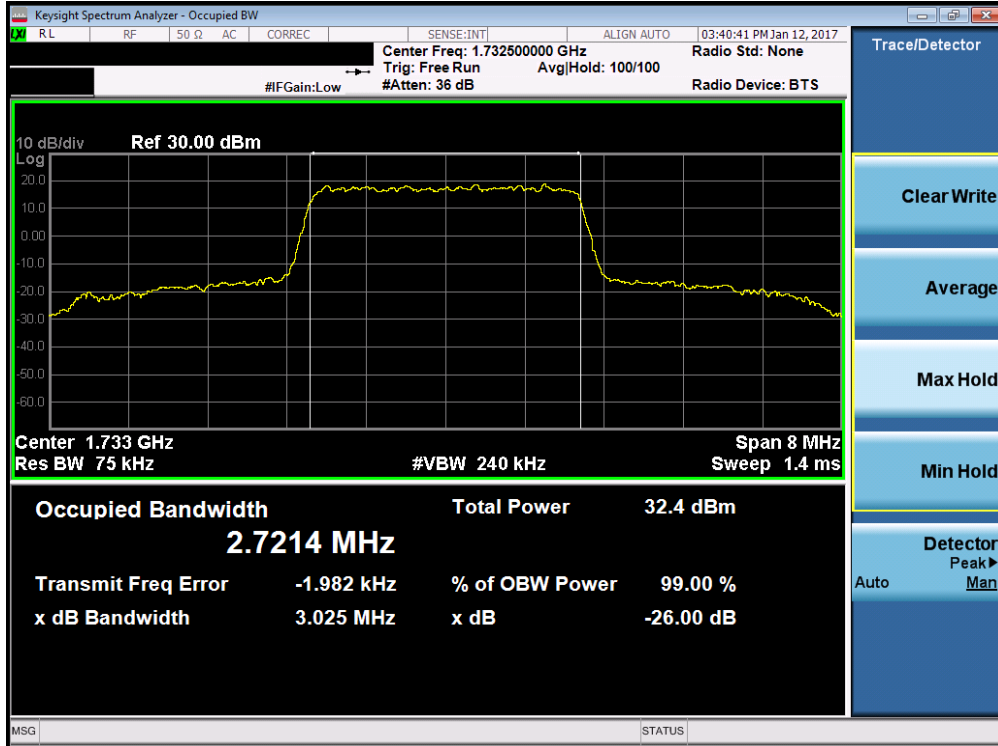 Keysight Spectrum Analyzer - Occupied BW
LXI RL RF 50 Ω AC CORREC SENSE:INT ALIGN AUTO 03:40:41 PM Jan 12, 2017
Center Freq: 1.732500000 GHz Radio Std: None
Trig: Free Run Avg|Hold: 100/100
#IFGain:Low #Atten: 36 dB Radio Device: BTS
Trace/Detector
10 dB/div Ref 30.00 dBm
Log
20.0
10.0
0.00
-10.0
-20.0
-30.0
-40.0
-50.0
-60.0
Center 1.733 GHz Span 8 MHz
Res BW 75 kHz #VBW 240 kHz Sweep 1.4 ms
Occupied Bandwidth Total Power 32.4 dBm
2.7214 MHz
Transmit Freq Error -1.982 kHz % of OBW Power 99.00 %
x dB Bandwidth 3.025 MHz x dB -26.00 dB
Clear Write
Average
Max Hold
Min Hold
Detector
Peak▶
Auto Man
MSG STATUS